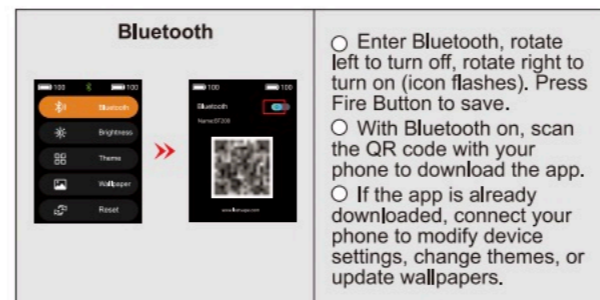 Bluetooth
100 100
Bluetooth
Brightness
Theme
Wallpaper
Reset
100 100
Bluetooth
Name:BT200
○ Enter Bluetooth, rotate
left to turn off, rotate right to
turn on (icon flashes). Press
Fire Button to save.
○ With Bluetooth on, scan
the QR code with your
phone to download the app.
○ If the app is already
downloaded, connect your
phone to modify device
settings, change themes, or
update wallpapers.